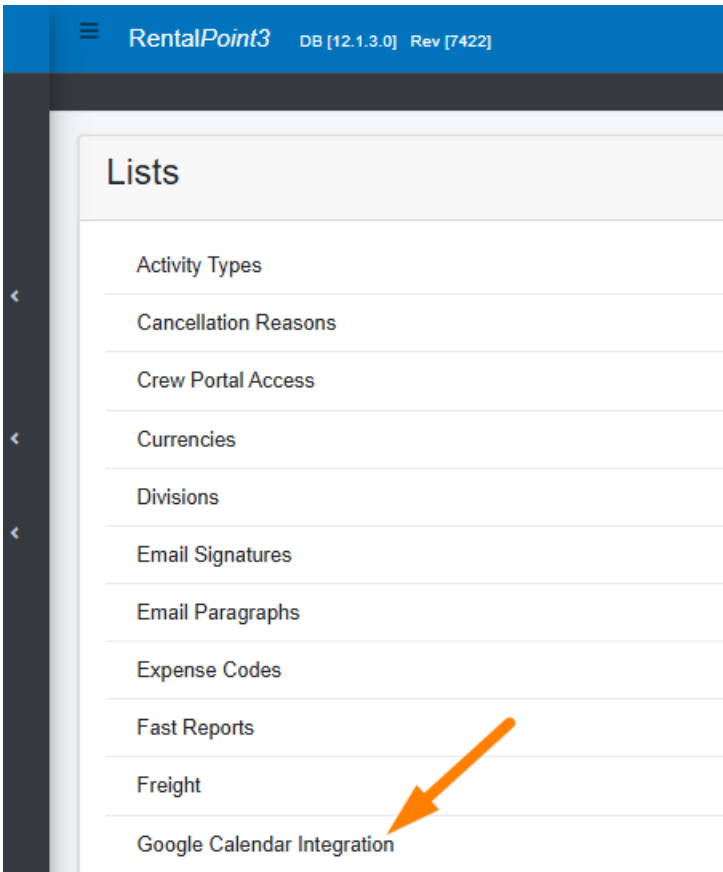 RentalPoint3 DB [12.1.3.0] Rev [7422]
Lists
Activity Types
Cancellation Reasons
Crew Portal Access
Currencies
Divisions
Email Signatures
Email Paragraphs
Expense Codes
Fast Reports
Freight
Google Calendar Integration